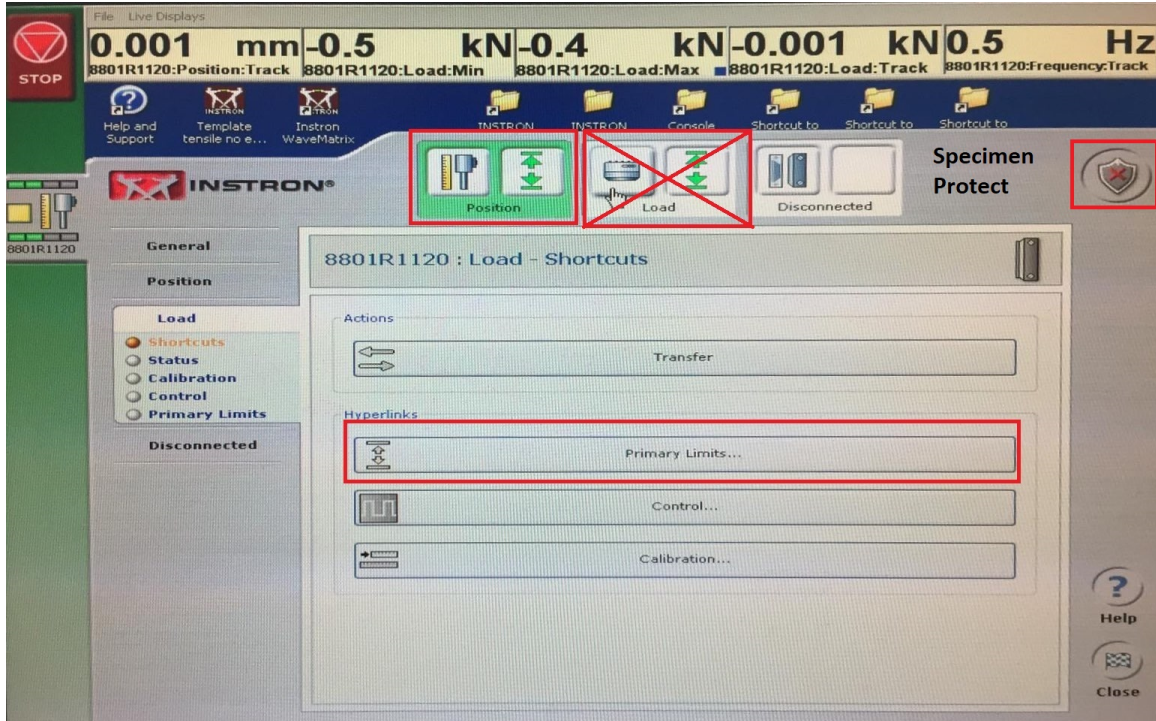 File Live Displays
0.001 mm -0.5 kN -0.4 kN -0.001 kN 0.5 Hz
8801R1120:Position:Track 8801R1120:Load:Min 8801R1120:Load:Max 8801R1120:Load:Track 8801R1120:Frequency:Track
STOP
INSTRON INSTRON
Help and Template Instron INSTRON INSTRON Console Shortcut to Shortcut to Shortcut to
Support tensile no e... WaveMatrix
Specimen
Protect
INSTRON®
Position Load Disconnected
8801R1120
General
8801R1120 : Load - Shortcuts
Position
Load
Shortcuts
Status
Calibration
Control
Primary Limits
Disconnected
Actions
Transfer
Hyperlinks
Primary Limits...
Control...
Calibration...
?
Help
Close